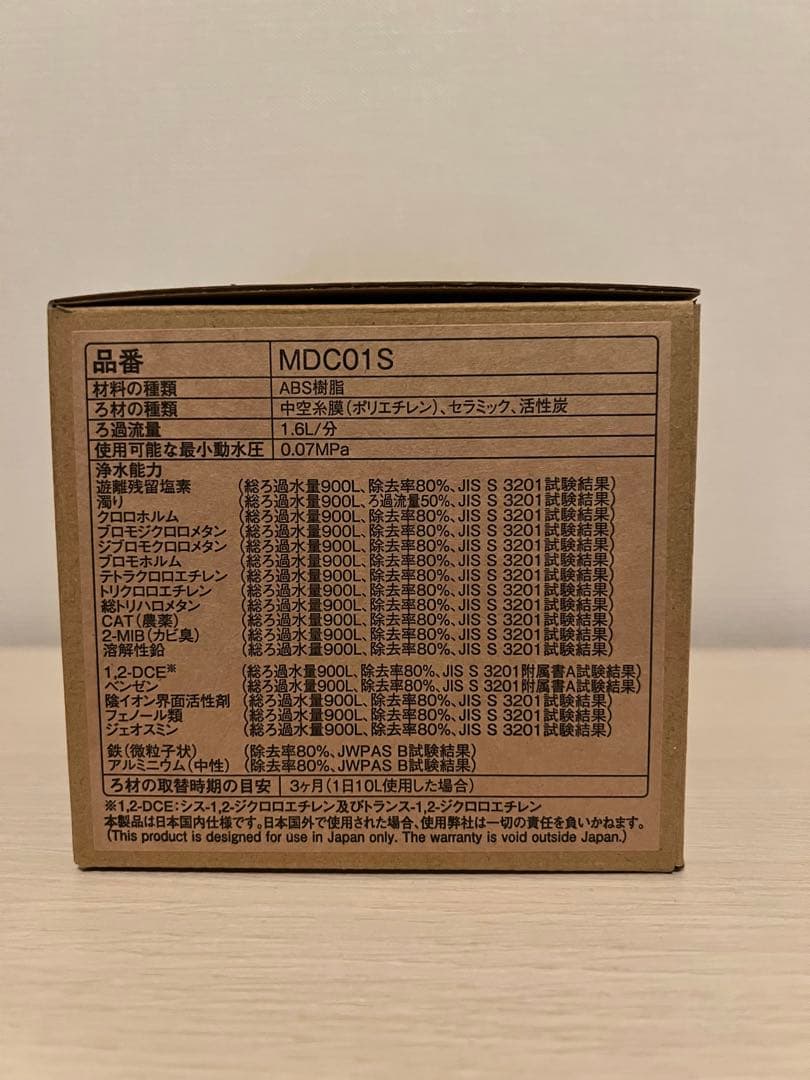 品番 MDC01S
材料の種類 ABS樹脂
ろ材の種類 中空糸膜(ポリエチレン)、セラミック、活性炭
ろ過流量 1.6L/分
使用可能な最小動水圧 0.07MPa
浄水能力
遊離残留塩素 (総ろ過水量900L、除去率80%、JIS S 3201試験結果)
濁り (総ろ過水量900L、ろ過流量50%、JIS S 3201試験結果)
クロロホルム (総ろ過水量900L、除去率80%、JIS S 3201試験結果)
ブロモジクロロメタン (総ろ過水量900L、除去率80%、JIS S 3201試験結果)
ジブロモクロロメタン (総ろ過水量900L、除去率80%、JIS S 3201試験結果)
ブロモホルム (総ろ過水量900L、除去率80%、JIS S 3201試験結果)
テトラクロロエチレン (総ろ過水量900L、除去率80%、JIS S 3201試験結果)
トリクロロエチレン (総ろ過水量900L、除去率80%、JIS S 3201試験結果)
総トリハロメタン (総ろ過水量900L、除去率80%、JIS S 3201試験結果)
CAT(農薬) (総ろ過水量900L、除去率80%、JIS S 3201試験結果)
2-MIB(カビ臭) (総ろ過水量900L、除去率80%、JIS S 3201試験結果)
溶解性鉛 (総ろ過水量900L、除去率80%、JIS S 3201試験結果)
1,2-DCE※ (総ろ過水量900L、除去率80%、JIS S 3201附属書A試験結果)
ベンゼン (総ろ過水量900L、除去率80%、JIS S 3201附属書A試験結果)
陰イオン界面活性剤 (総ろ過水量900L、除去率80%、JIS S 3201試験結果)
フェノール類 (総ろ過水量900L、除去率80%、JIS S 3201試験結果)
ジェオスミン (総ろ過水量900L、除去率80%、JIS S 3201試験結果)
鉄(微粒子状) (除去率80%、JWPAS B試験結果)
アルミニウム(中性) (除去率80%、JWPAS B試験結果)
ろ材の取替時期の目安 3ヶ月(1日10L使用した場合)
※1,2-DCE:シス-1,2-ジクロロエチレン及びトランス-1,2-ジクロロエチレン
本製品は日本国内仕様です。日本国外で使用された場合、使用弊社は一切の責任を負いかねます。
(This product is designed for use in Japan only. The warranty is void outside Japan.)